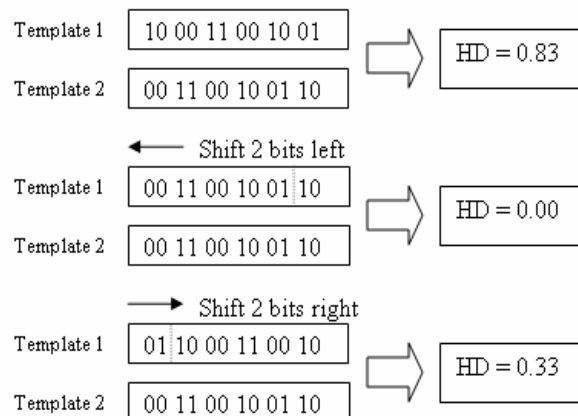 Template 1 10 00 11 00 10 01
HD = 0.83
Template 2 00 11 00 10 01 10
Shift 2 bits left
Template 1 00 11 00 10 01 10
HD = 0.00
Template 2 00 11 00 10 01 10
Shift 2 bits right
Template 1 01 10 00 11 00 10
HD = 0.33
Template 2 00 11 00 10 01 10